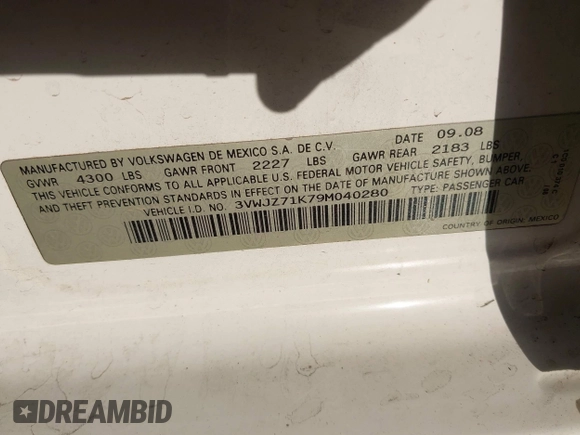 MANUFACTURED BY VOLKSWAGEN DE MEXICO S.A. DE C.V. DATE 09.08
GVWR 4300 LBS GAWR FRONT 2227 LBS GAWR REAR 2183 LBS
THIS VEHICLE CONFORMS TO ALL APPLICABLE U.S. FEDERAL MOTOR VEHICLE SAFETY, BUMPER,
AND THEFT PREVENTION STANDARDS IN EFFECT ON THE DATE OF MANUFACTURE SHOWN ABOVE.
VEHICLE I.D. NO. 3VWJZ71K79M040280 TYPE: PASSENGER CAR
COUNTRY OF ORIGIN: MEXICO
DREAMBID